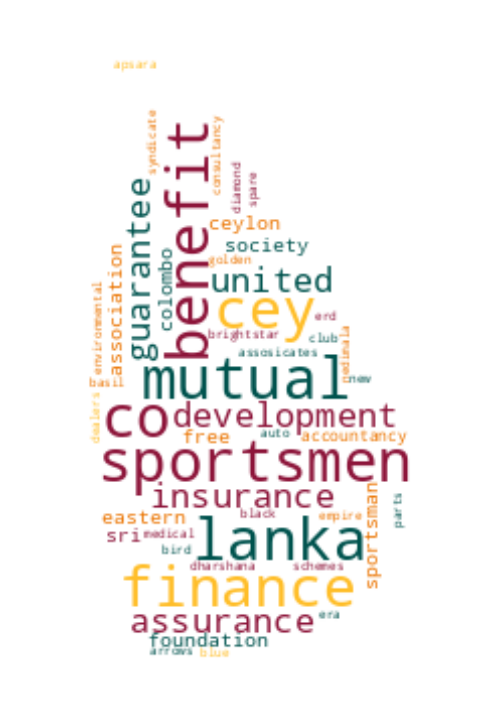 apsara
syndicate
consultancy
benefit
diamond
spare
guarantee
ceylon
association
colombo
society
golden
united
environmental
cey
erd
brightstar
club
assosicates
nedimala
basil
mutual
new
dealers
co
development
free
auto
accountancy
sportsmen
insurance
sportsman
parts
eastern
black
empire
sri
medical
lanka
bird
dharshana
schemes
finance
assurance
era
foundation
arrows
blue